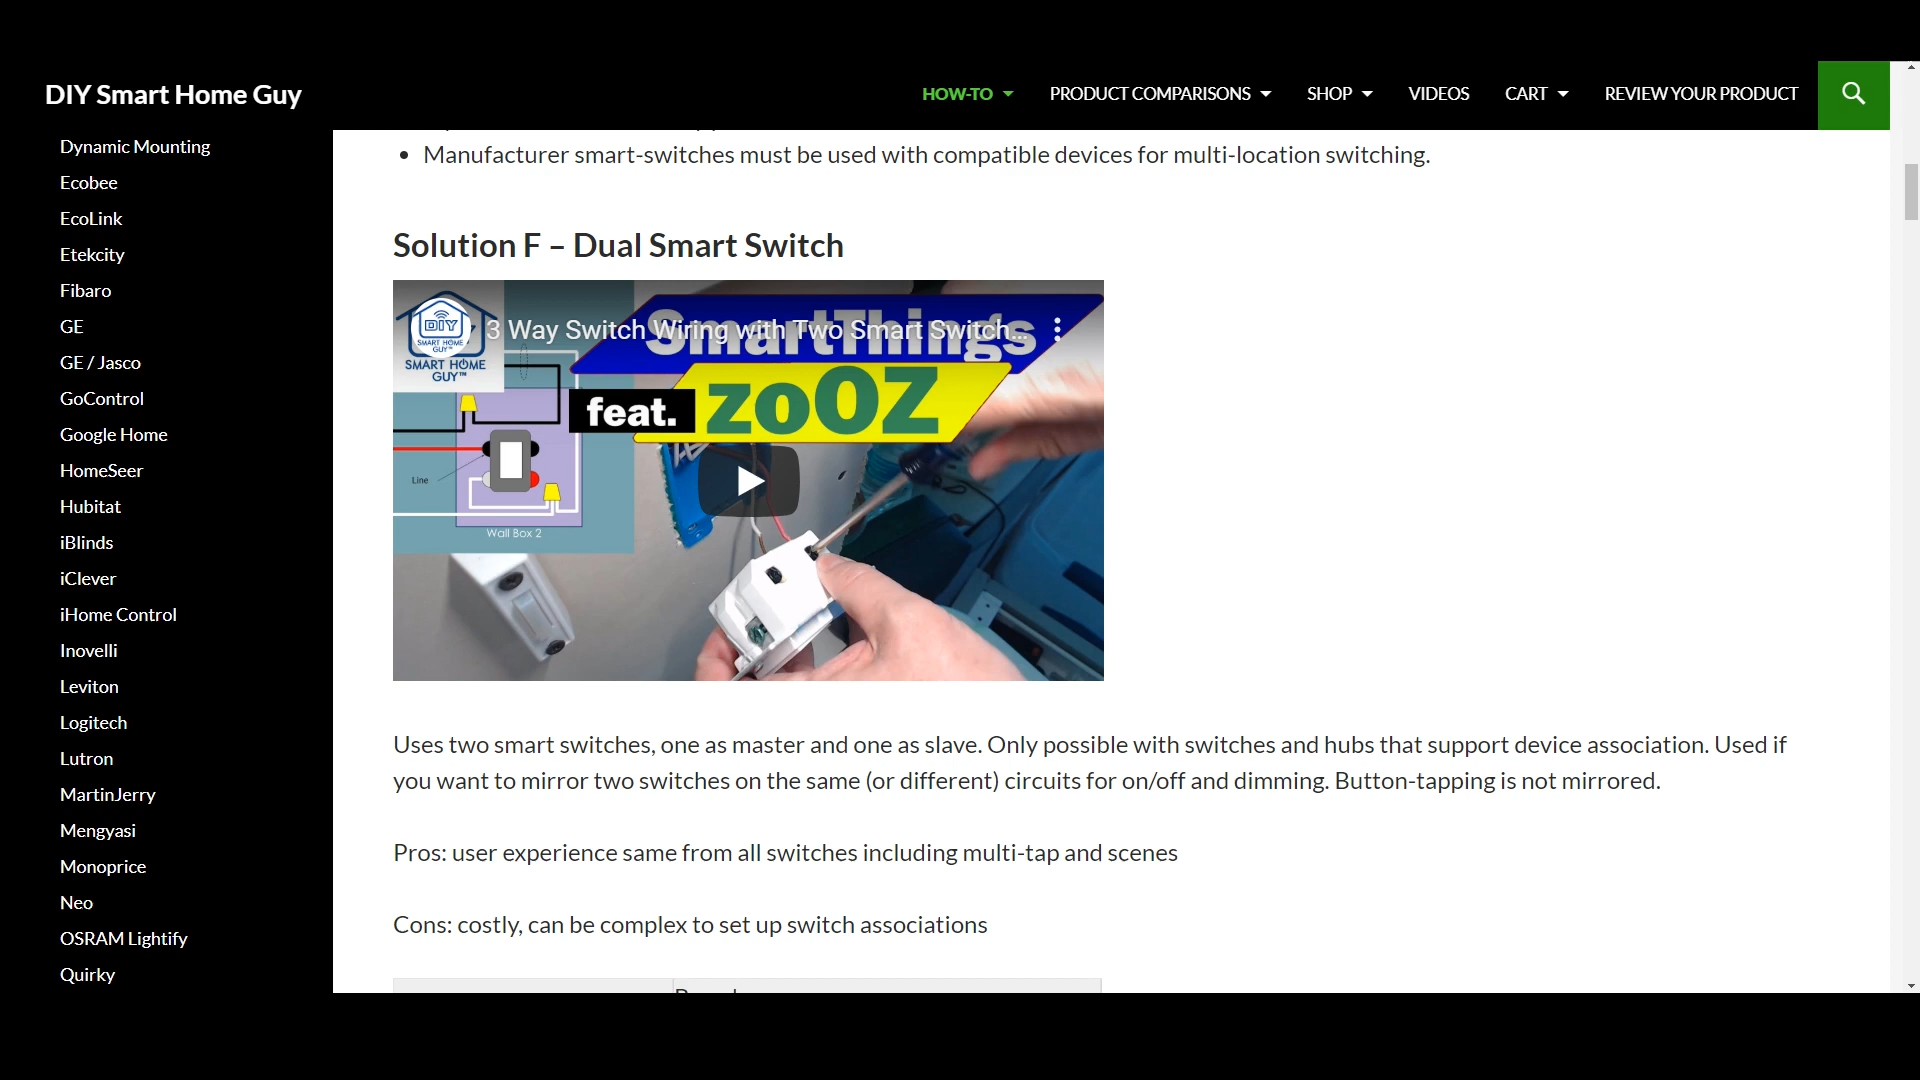 DIY Smart Home Guy
HOW-TO
PRODUCT COMPARISONS
SHOP
VIDEOS
CART
REVIEW YOUR PRODUCT
Dynamic Mounting
Ecobee
EcoLink
Etekcity
Fibaro
GE
GE / Jasco
GoControl
Google Home
HomeSeer
Hubitat
iBlinds
iClever
iHome Control
Inovelli
Leviton
Logitech
Lutron
MartinJerry
Mengyasi
Monoprice
Neo
OSRAM Lightify
Quirky
• Manufacturer smart-switches must be used with compatible devices for multi-location switching.
Solution F – Dual Smart Switch
3 Way Switch Wiring with Two Smart Switch...
SmartThings
DIY
SMART HOME
GUY
SMART HOME
GUY™
feat. zoOZ
Line
Wall Box 2
Uses two smart switches, one as master and one as slave. Only possible with switches and hubs that support device association. Used if
you want to mirror two switches on the same (or different) circuits for on/off and dimming. Button-tapping is not mirrored.
Pros: user experience same from all switches including multi-tap and scenes
Cons: costly, can be complex to set up switch associations